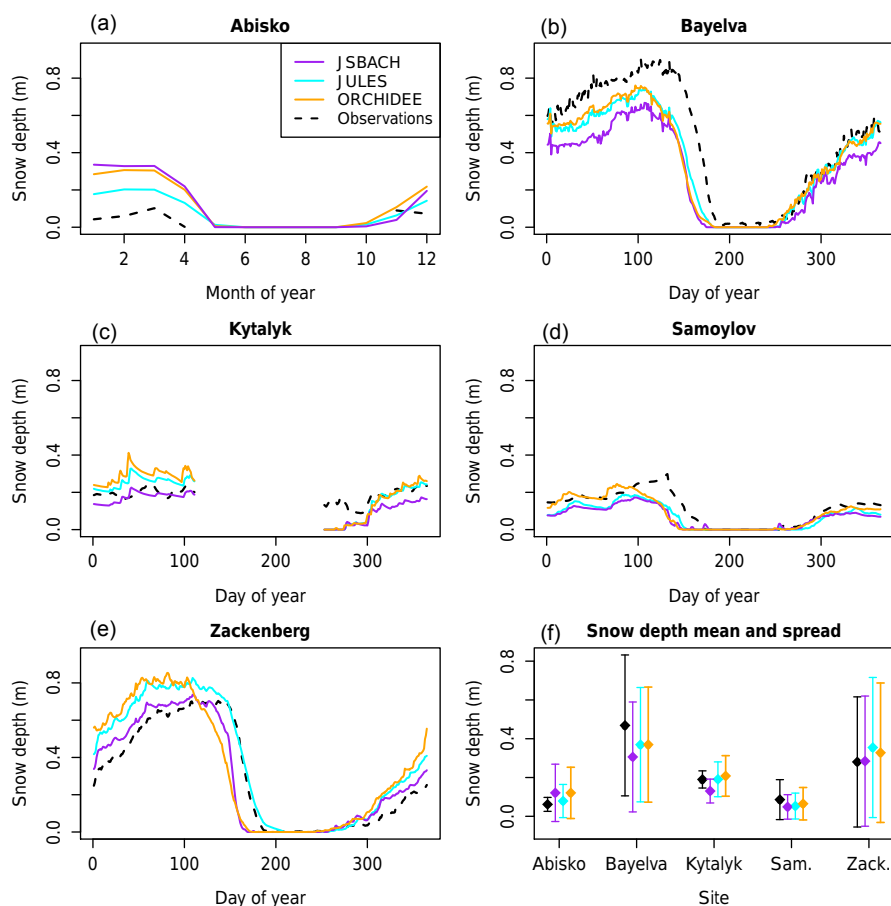 (a) Abisko
Snow depth (m)
0.0 0.4 0.8
JSBACH
JULES
ORCHIDEE
Observations
2 4 6 8 10 12
Month of year
(b) Bayelva
Snow depth (m)
0.0 0.4 0.8
0 100 200 300
Day of year
(c) Kytalyk
Snow depth (m)
0.0 0.4 0.8
0 100 200 300
Day of year
(d) Samoylov
Snow depth (m)
0.0 0.4 0.8
0 100 200 300
Day of year
(e) Zackenberg
Snow depth (m)
0.0 0.4 0.8
0 100 200 300
Day of year
(f) Snow depth mean and spread
Snow depth (m)
0.0 0.4 0.8
Abisko Bayelva Kytalyk Sam. Zack.
Site